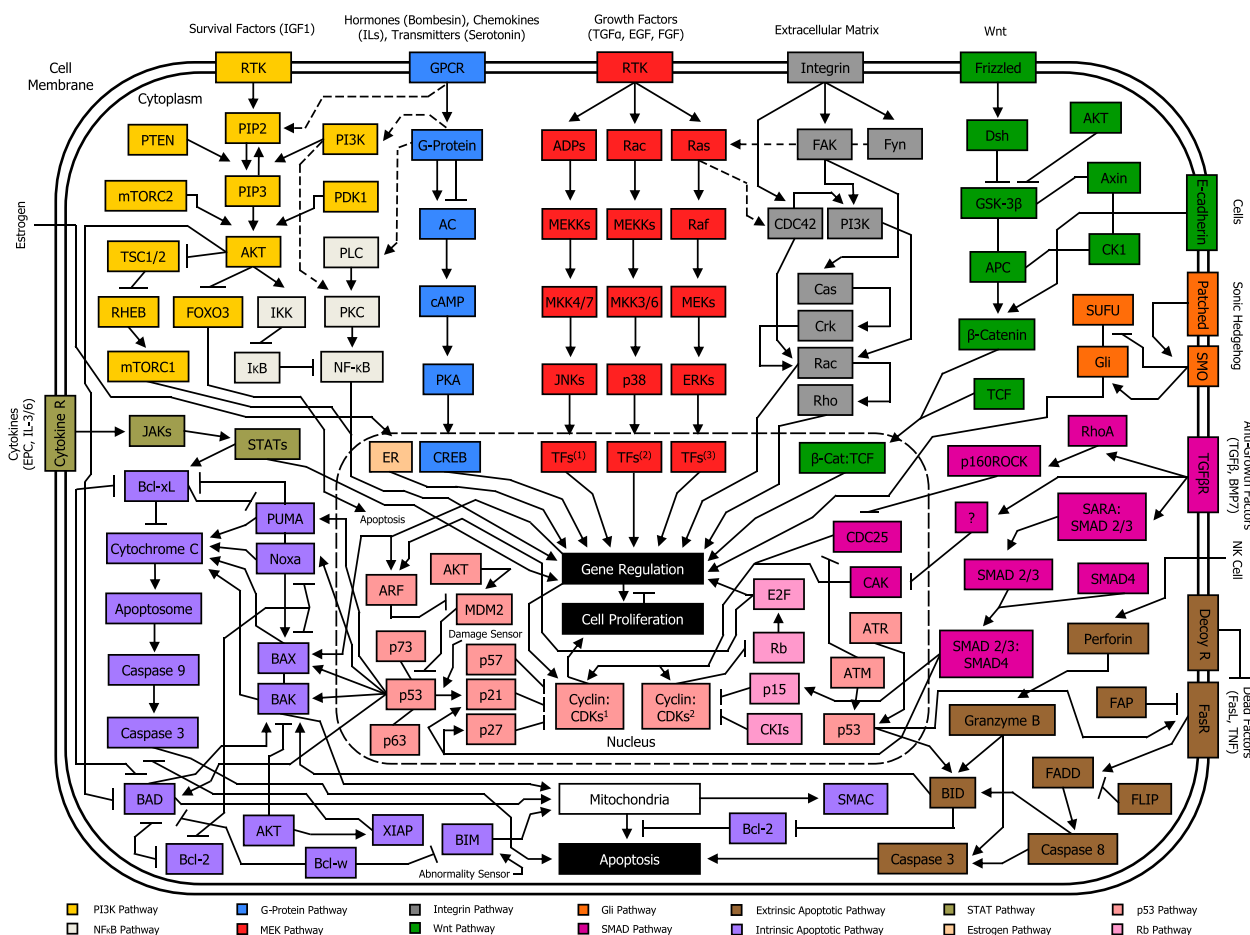 Survival Factors (IGF1)
Hormones (Bombesin), Chemokines
(ILs), Transmitters (Serotonin)
Growth Factors
(TGFα, EGF, FGF)
Extracellular Matrix
Wnt
Cell
Membrane
RTK
GPCR
RTK
Integrin
Frizzled
Cytoplasm
PTEN
PIP2
PI3K
G-Protein
ADPs
Rac
Ras
FAK
Fyn
Dsh
AKT
mTORC2
PIP3
PDK1
Axin
E-cadherin
Cells
GSK-3β
Estrogen
TSC1/2
AKT
PLC
AC
MEKKs
MEKKs
Raf
CDC42
PI3K
APC
CK1
RHEB
FOXO3
IKK
PKC
cAMP
MKK4/7
MKK3/6
MEKs
Cas
Crk
β-Catenin
SUFU
Patched
Sonic Hedgehog
mTORC1
IκB
NF-κB
PKA
JNKs
p38
ERKs
Rac
Rho
TCF
Gli
SMO
Cytokines
(EPC, IL-3/6)
Cytokine R
JAKs
STATs
ER
CREB
TFs(1)
TFs(2)
TFs(3)
β-Cat:TCF
p160ROCK
RhoA
TGFβR
Anti-Growth Factors
(TGFβ, BMP7)
Bcl-xL
PUMA
Apoptosis
?
SARA:
SMAD 2/3
CDC25
Cytochrome C
Noxa
AKT
Gene Regulation
CAK
SMAD 2/3
SMAD4
NK Cell
ARF
MDM2
E2F
Apoptosome
Cell Proliferation
ATR
Perforin
Decoy R
Damage Sensor
p73
p57
Rb
SMAD 2/3:
SMAD4
Caspase 9
BAX
BAK
p53
p21
p27
Cyclin:
CDKs1
Cyclin:
CDKs2
p15
ATM
FAP
FasR
Dead Factors
(FasL, TNF)
Caspase 3
p63
Nucleus
CKIs
p53
Granzyme B
BAD
Mitochondria
SMAC
BID
FADD
FLIP
AKT
XIAP
BIM
Bcl-2
Bcl-2
Bcl-w
Abnormality Sensor
Apoptosis
Caspase 3
Caspase 8
PI3K Pathway
G-Protein Pathway
Integrin Pathway
Gli Pathway
Extrinsic Apoptotic Pathway
STAT Pathway
p53 Pathway
NFκB Pathway
MEK Pathway
Wnt Pathway
SMAD Pathway
Intrinsic Apoptotic Pathway
Estrogen Pathway
Rb Pathway